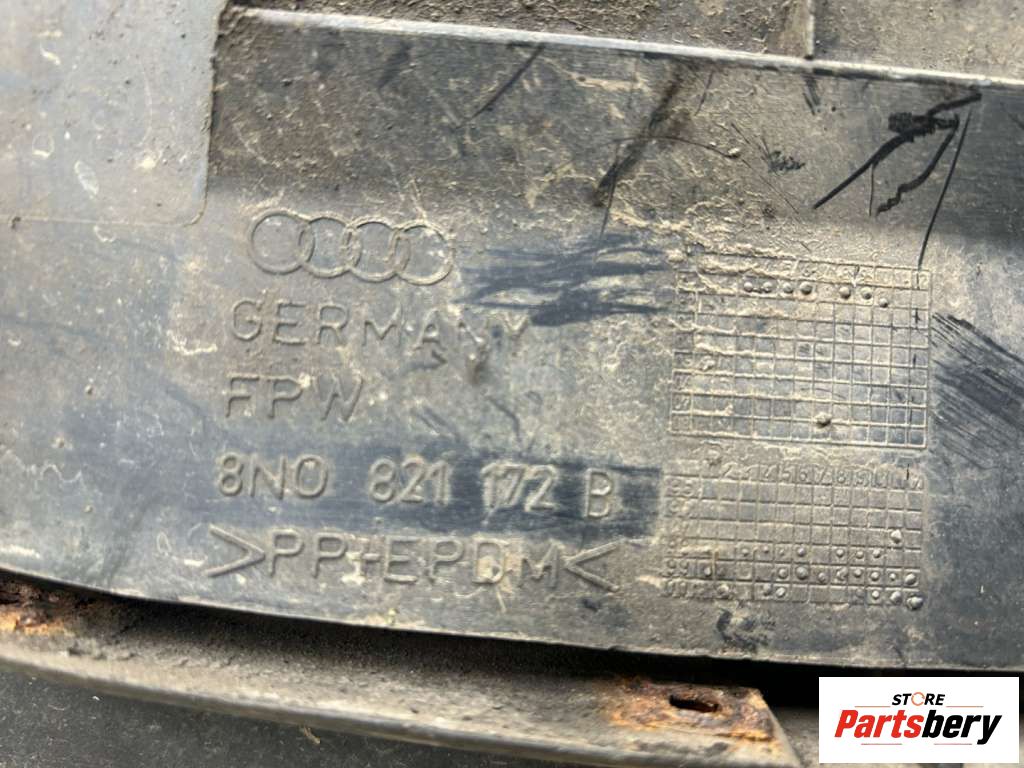 GERMANY
FPW
8N0 821 172 B
>PP+EPDM<
STORE
Partsbery